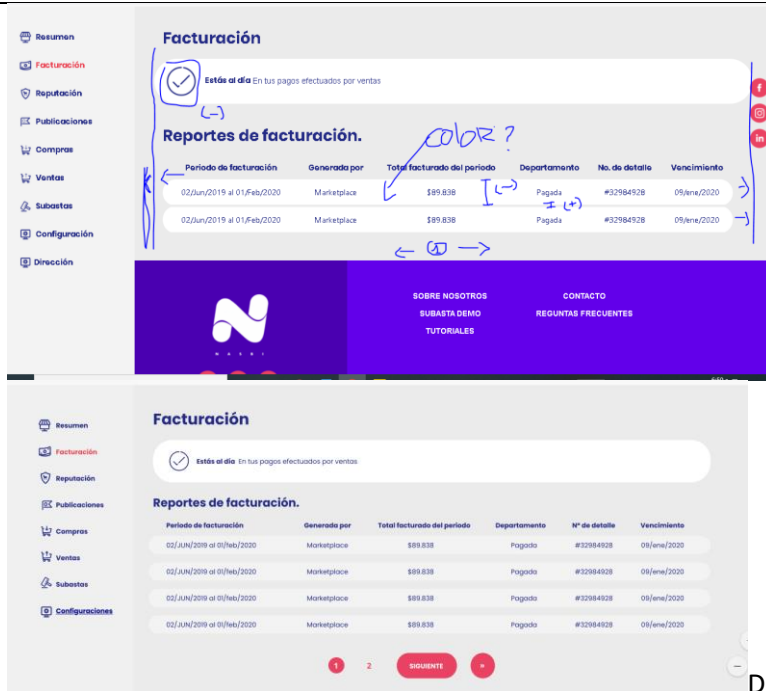 Resumen
Facturación
Reputación
Publicaciones
Compras
Ventas
Subastas
Configuración
Dirección
Facturación
Estás al día En tus pagos efectuados por ventas
(-)
Reportes de facturación.
COlOR?
Periodo de facturación Generada por Total facturado del periodo Departamento No. de detalle Vencimiento
02/Jun/2019 al 01/Feb/2020 Marketplace $89.838 Pagada #32984928 09/ene/2020
(-)
(+)
02/Jun/2019 al 01/Feb/2020 Marketplace $89.838 Pagada #32984928 09/ene/2020
SOBRE NOSOTROS CONTACTO
SUBASTA DEMO REGUNTAS FRECUENTES
TUTORIALES
Resumen
Facturación
Reputación
Publicaciones
Compras
Ventas
Subastas
Configuraciones
Facturación
Estás al día En tus pagos efectuados por ventas
Reportes de facturación.
Periodo de facturación Generada por Total facturado del periodo Departamento N° de detalle Vencimiento
02/JUN/2019 al 01/feb/2020 Marketplace $89.838 Pagado #32984928 09/ene/2020
02/JUN/2019 al 01/feb/2020 Marketplace $89.838 Pagado #32984928 09/ene/2020
02/JUN/2019 al 01/feb/2020 Marketplace $89.838 Pagado #32984928 09/ene/2020
02/JUN/2019 al 01/feb/2020 Marketplace $89.838 Pagado #32984928 09/ene/2020
1 2 SIGUIENTE »
D